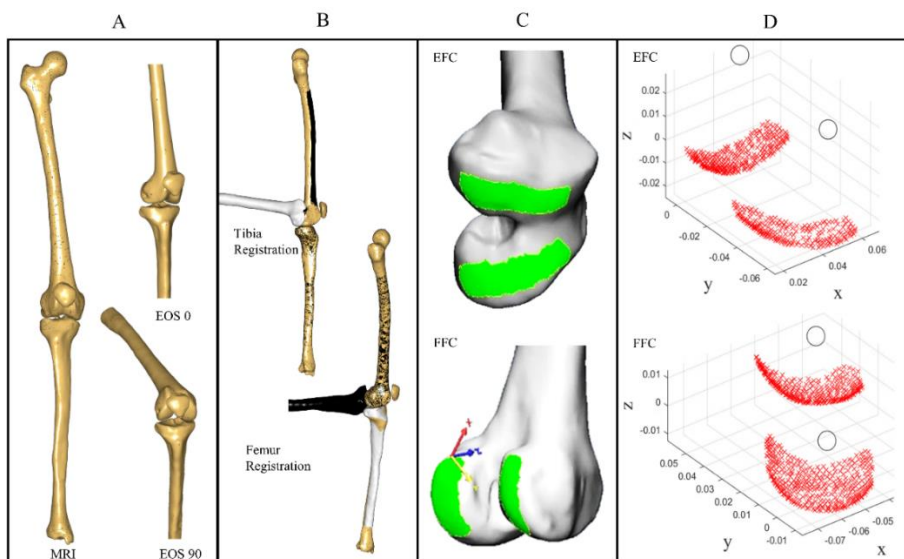 A
B
C
D
EOS 0
EOS 90
MRI
Tibia
Registration
Femur
Registration
EFC
FFC
EFC
0.02
0.01
z
0
-0.01
-0.02
0
-0.02
-0.04
-0.06
y
0.02
0.04
0.06
x
FFC
0.01
z
0
-0.01
0.05
0.04
0.03
0.02
0.01
0
-0.01
y
-0.07
-0.06
-0.05
x